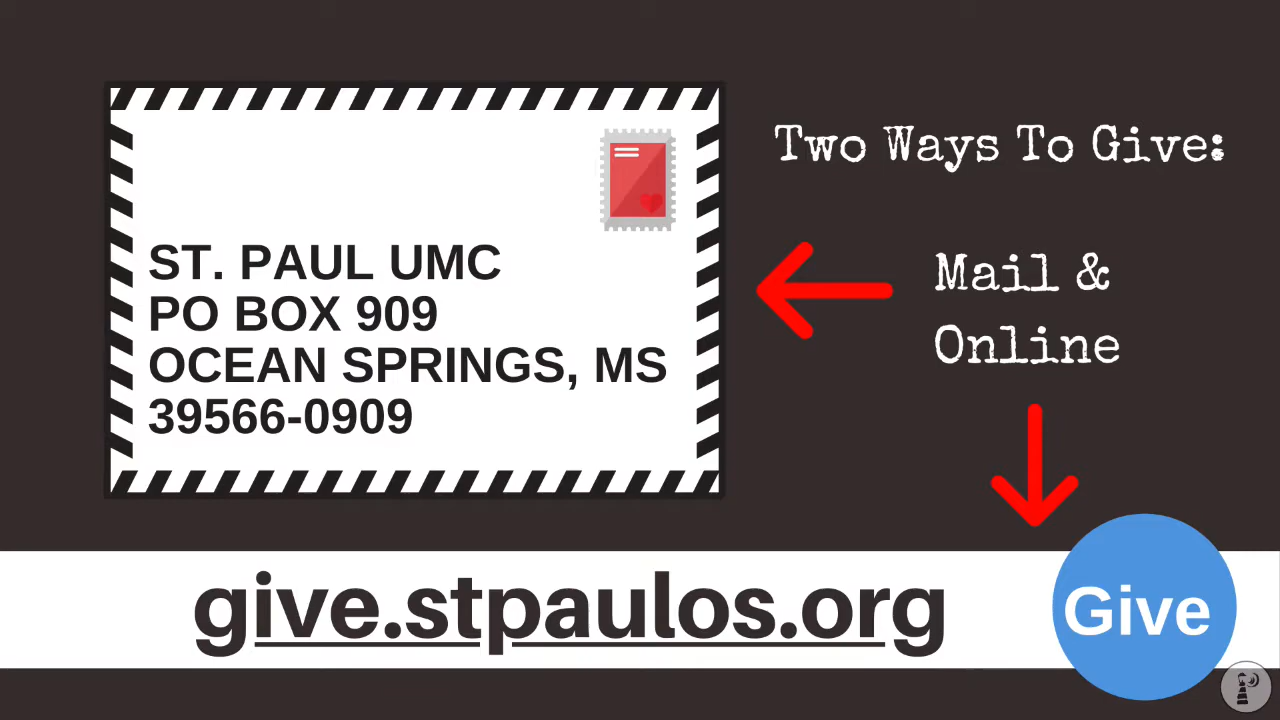 Two Ways To Give:
ST. PAUL UMC
PO BOX 909
OCEAN SPRINGS, MS
39566-0909
Mail &
Online
give.stpaulos.org
Give